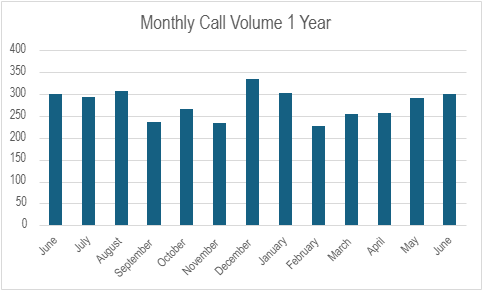 Monthly Call Volume 1 Year
400
350
300
250
200
150
100
50
0
June
July
August
September
October
November
December
January
February
March
April
May
June